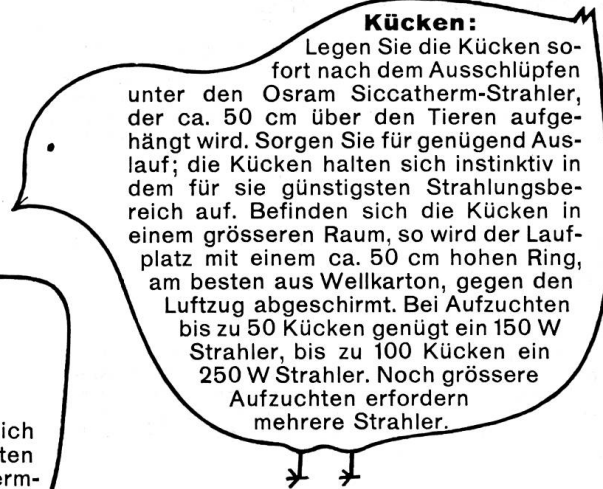 Kücken:
Legen Sie die Kücken so-
fort nach dem Ausschlüpfen
unter den Osram Siccatherm-Strahler,
der ca. 50 cm über den Tieren aufge-
hängt wird. Sorgen Sie für genügend Aus-
lauf; die Kücken halten sich instinktiv in
dem für sie günstigsten Strahlungsbe-
reich auf. Befinden sich die Kücken in
einem grösseren Raum, so wird der Lauf-
platz mit einem ca. 50 cm hohen Ring,
am besten aus Wellkarton, gegen den
Luftzug abgeschirmt. Bei Aufzuchten
bis zu 50 Kücken genügt ein 150 W
Strahler, bis zu 100 Kücken ein
250 W Strahler. Noch grössere
Aufzuchten erfordern
mehrere Strahler.
ich
ten
erm-